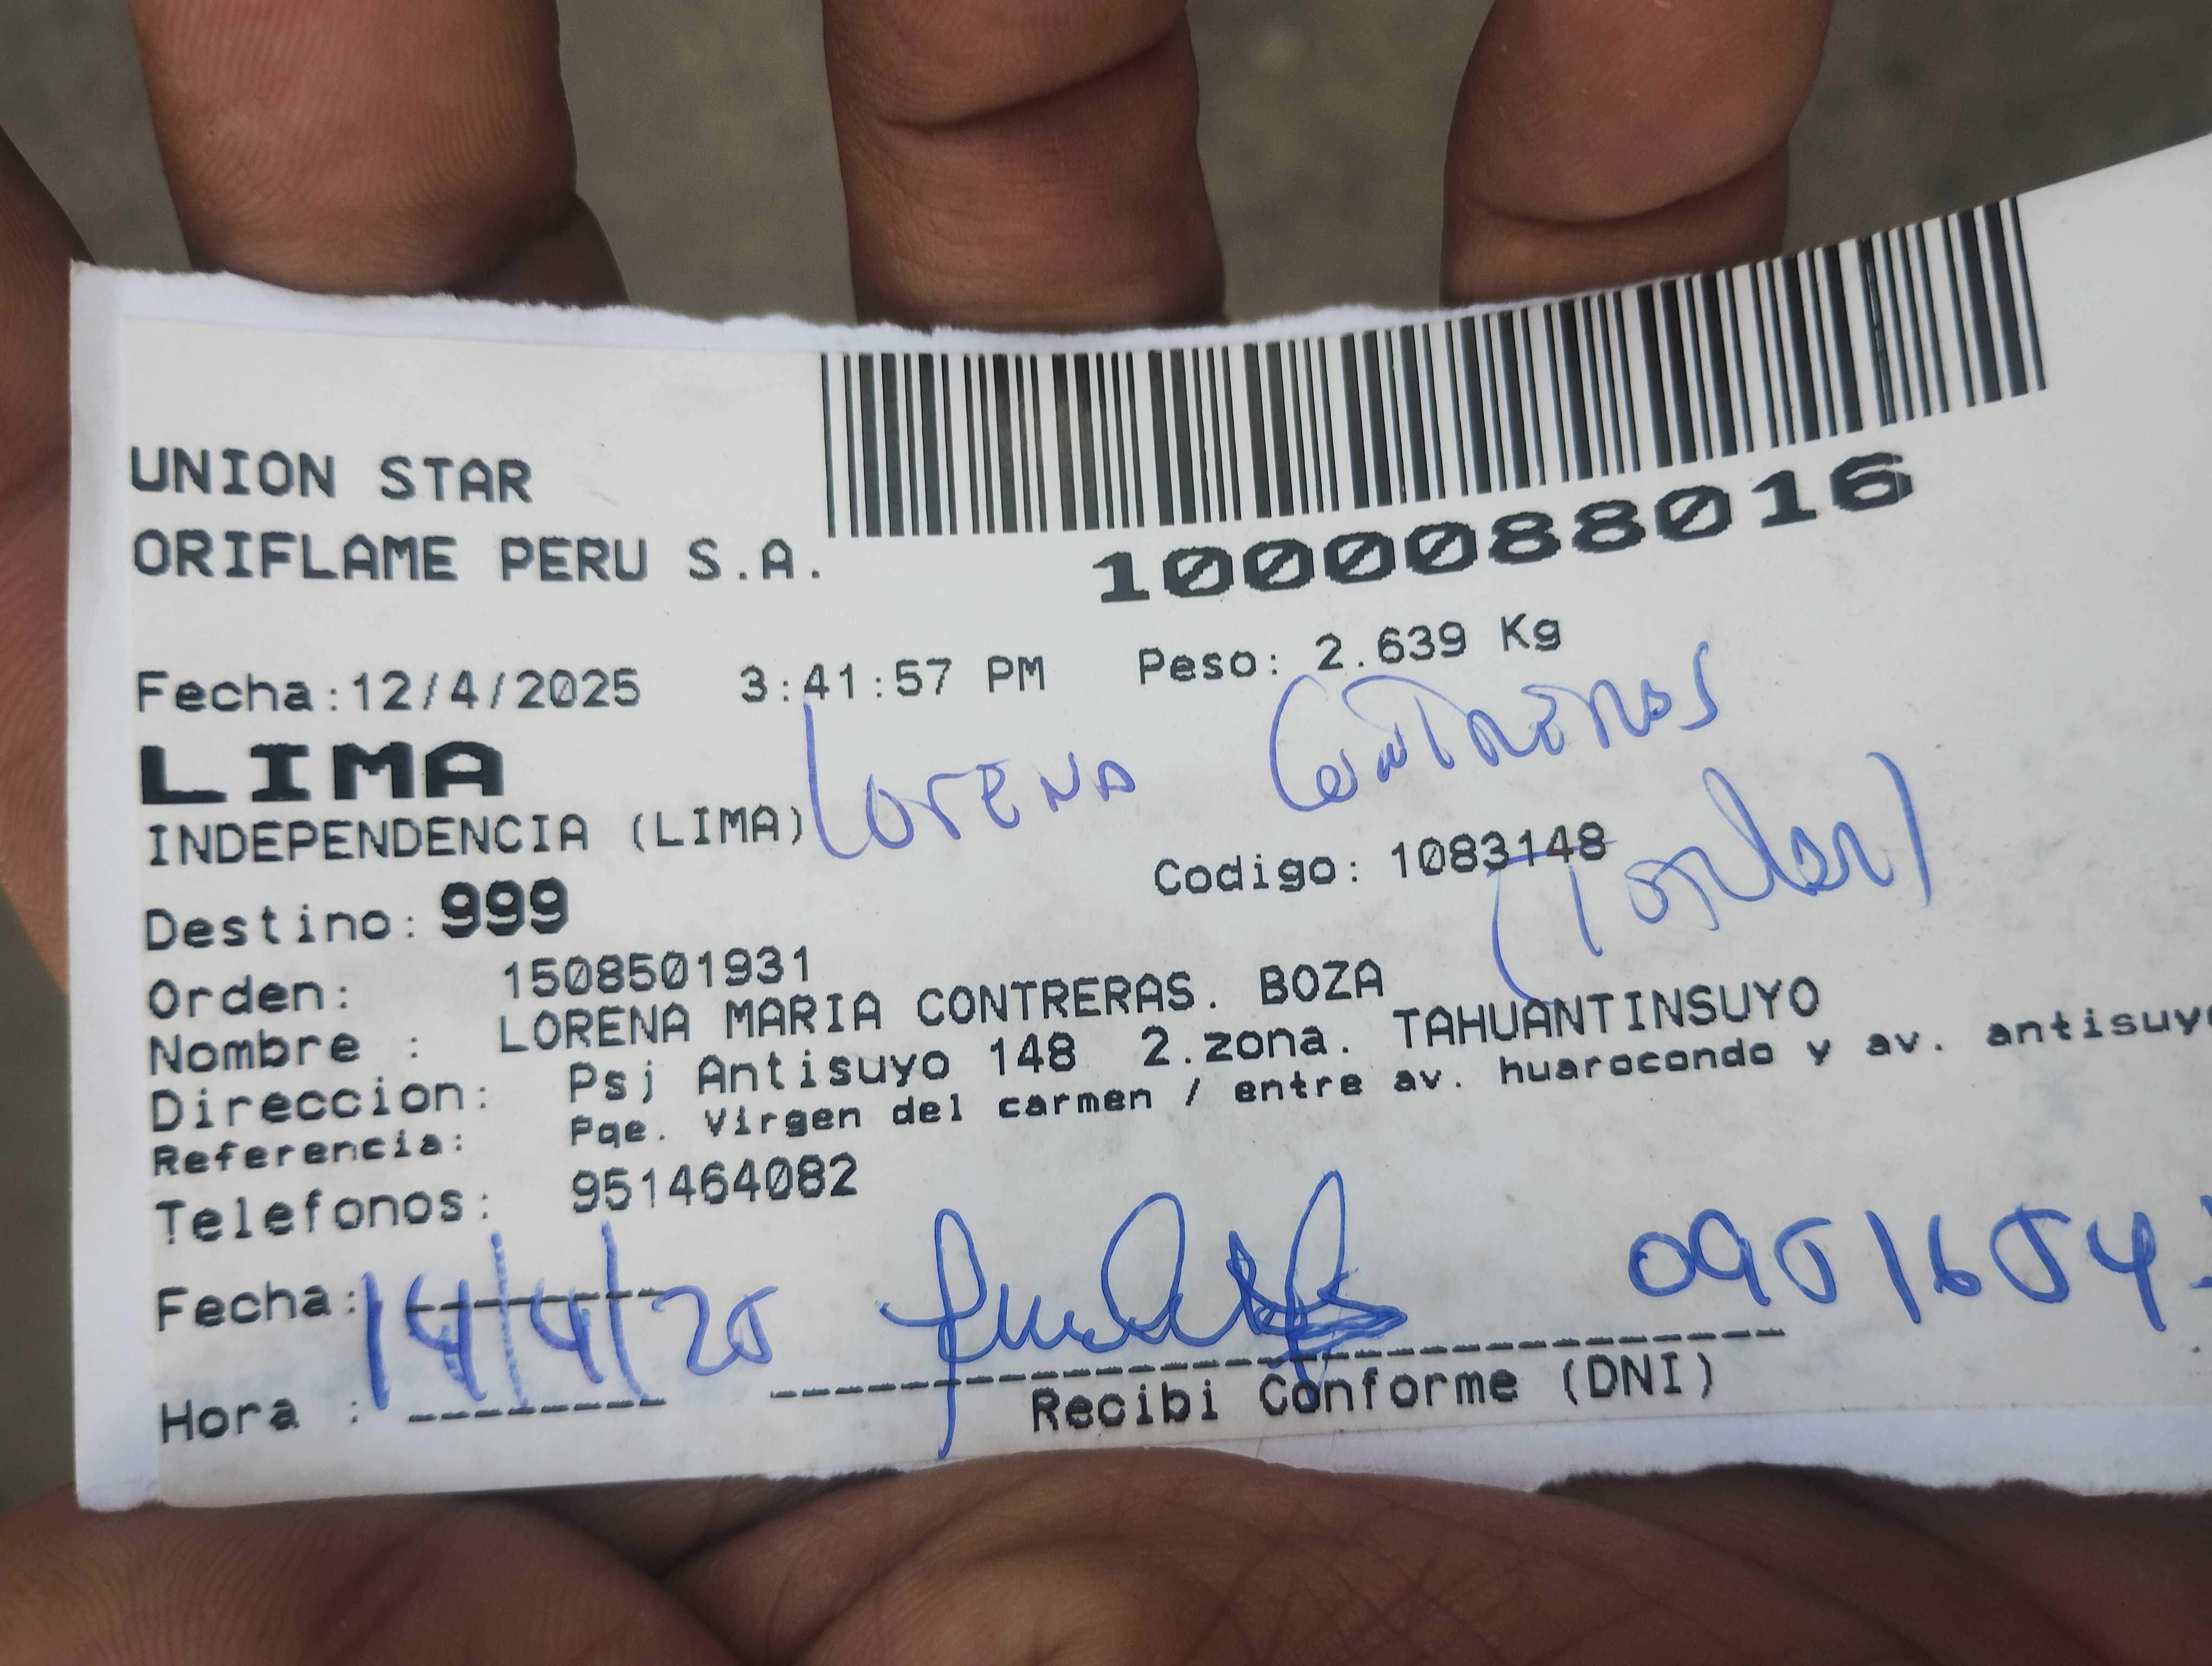 UNION STAR
ORIFLAME PERU S.A.
1000088016
Fecha:12/4/2025 3:41:57 PM Peso: 2.639 Kg
LIMA
Lorena Contreras
INDEPENDENCIA (LIMA)
Codigo: 1083148
(Titular)
Destino: 999
Orden: 1508501931
Nombre : LORENA MARIA CONTRERAS. BOZA
Direccion: Psj Antisuyo 148 2.zona. TAHUANTINSUYO
Referencia: Pqe. Virgen del carmen / entre av. huarocondo y av. antisuyo
Telefonos: 951464082
Fecha: 14/4/25
0951654
Hora :
Recibi Conforme (DNI)